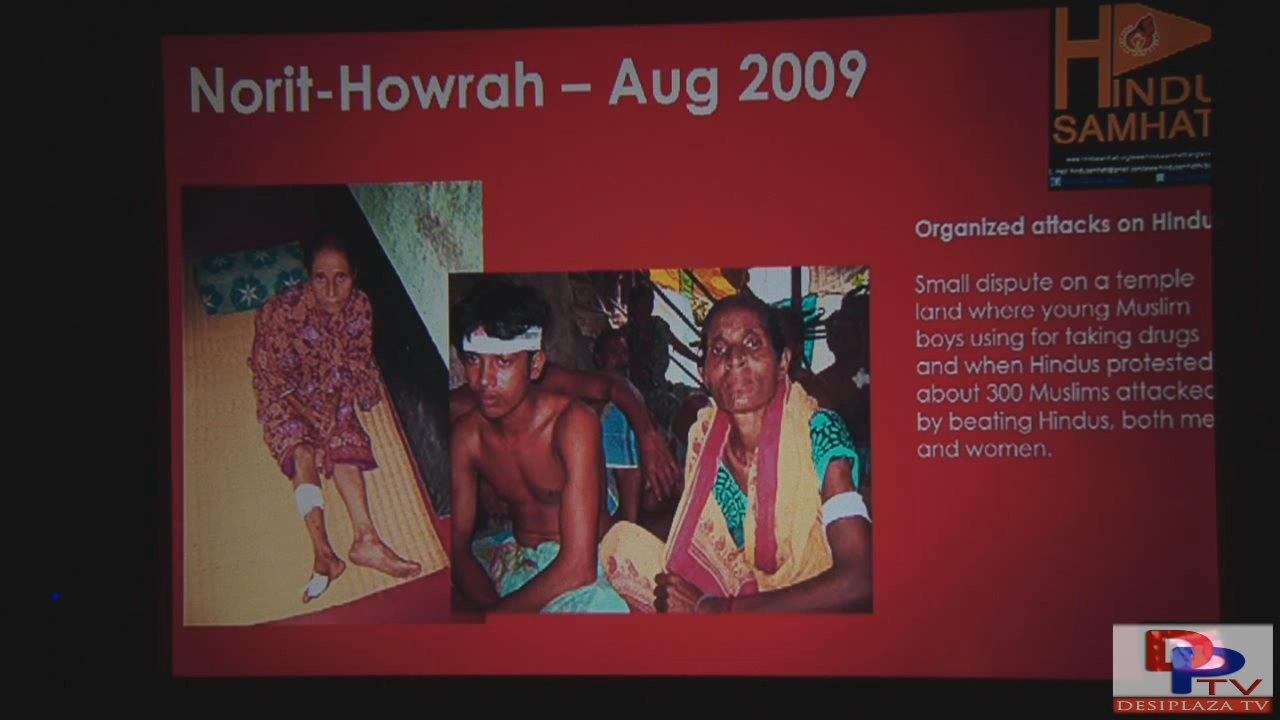 Norit-Howrah – Aug 2009
HINDU
SAMHAT
Organized attacks on Hindu
Small dispute on a temple
land where young Muslim
boys using for taking drugs
and when Hindus protested
about 300 Muslims attacked
by beating Hindus, both me
and women.
DP
TV
DESIPLAZA TV